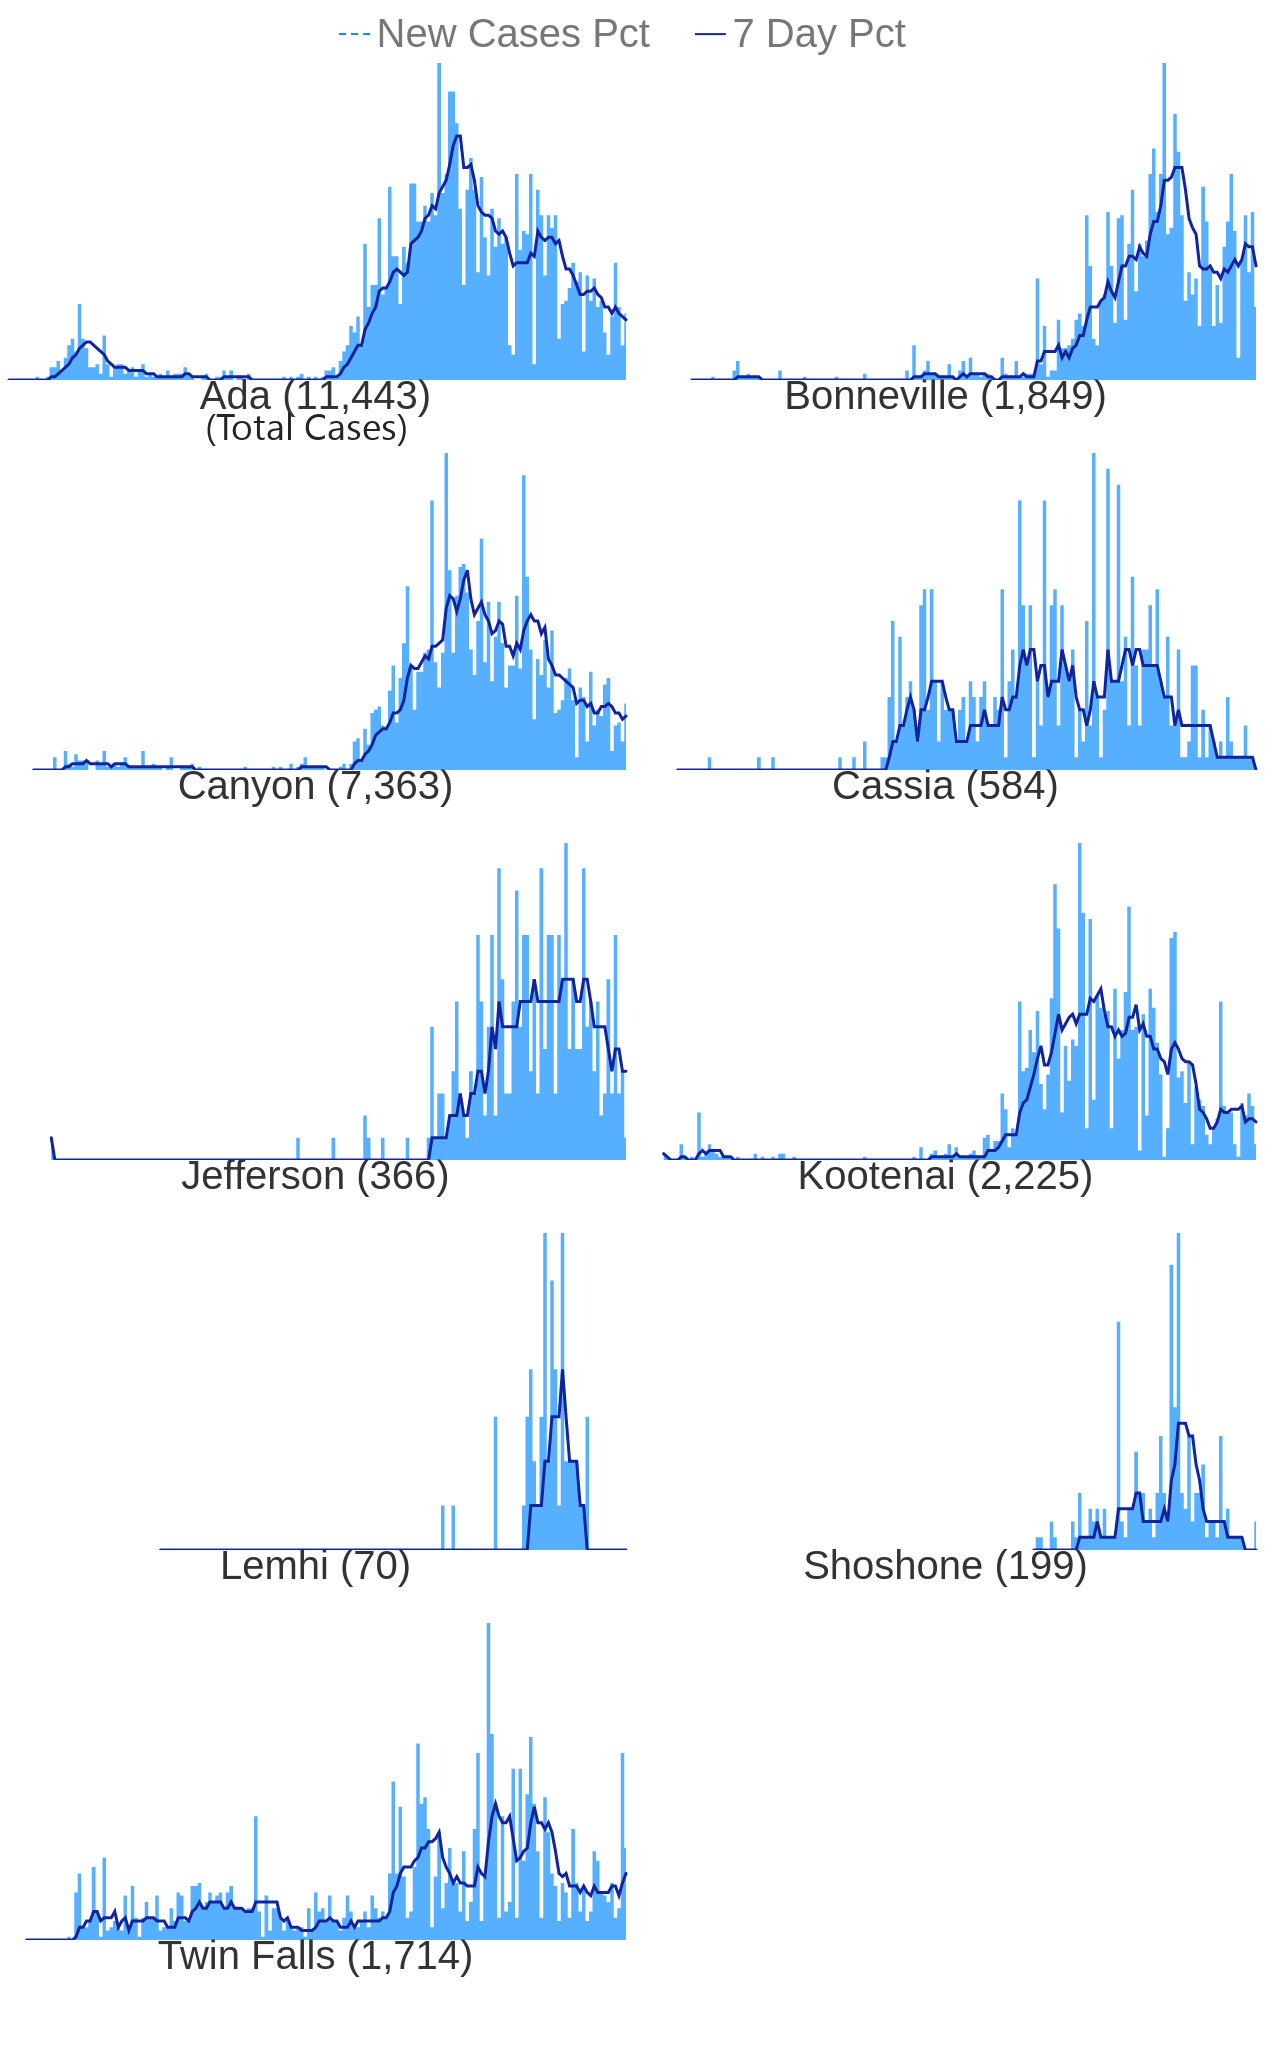 New Cases Pct 7 Day Pct
Ada (11,443) Bonneville (1,849)
(Total Cases)
Canyon (7,363) Cassia (584)
Jefferson (366) Kootenai (2,225)
Lemhi (70) Shoshone (199)
Twin Falls (1,714)